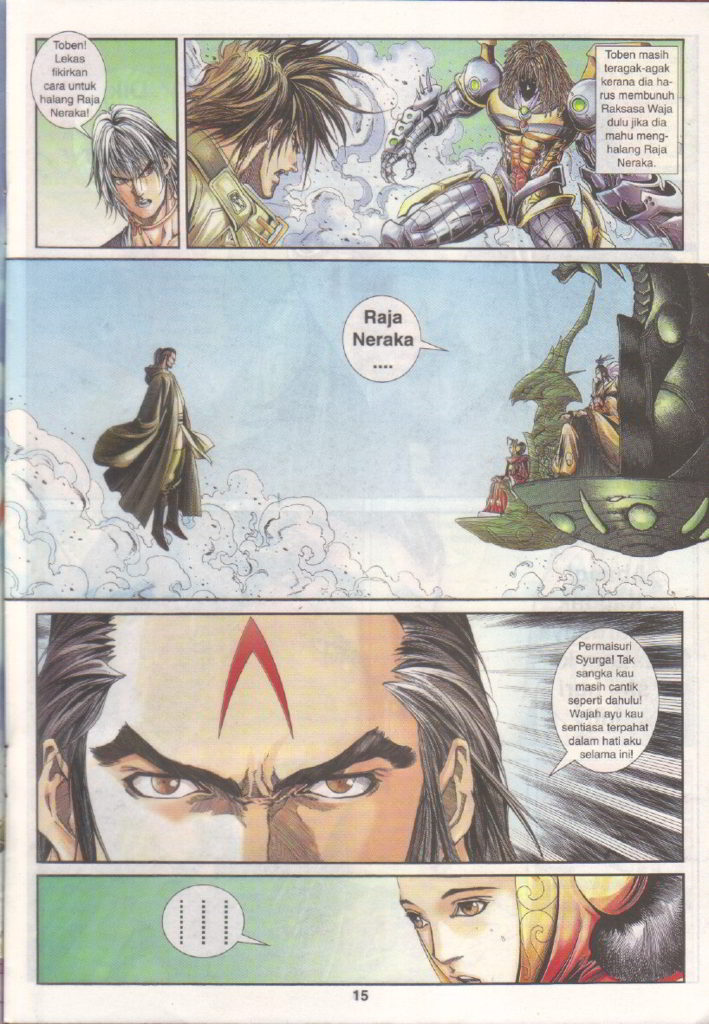 Toben!
Lekas
fikirkan
cara untuk
halang Raja
Neraka!
Toben masih
teragak-agak
kerana dia ha-
rus membunuh
Raksasa Waja
dulu jika dia
mahu meng-
halang Raja
Neraka.
Raja
Neraka
....
Permaisuri
Syurga! Tak
sangka kau
masih cantik
seperti dahulu!
Wajah ayu kau
sentiasa terpahat
dalam hati aku
selama ini!
15